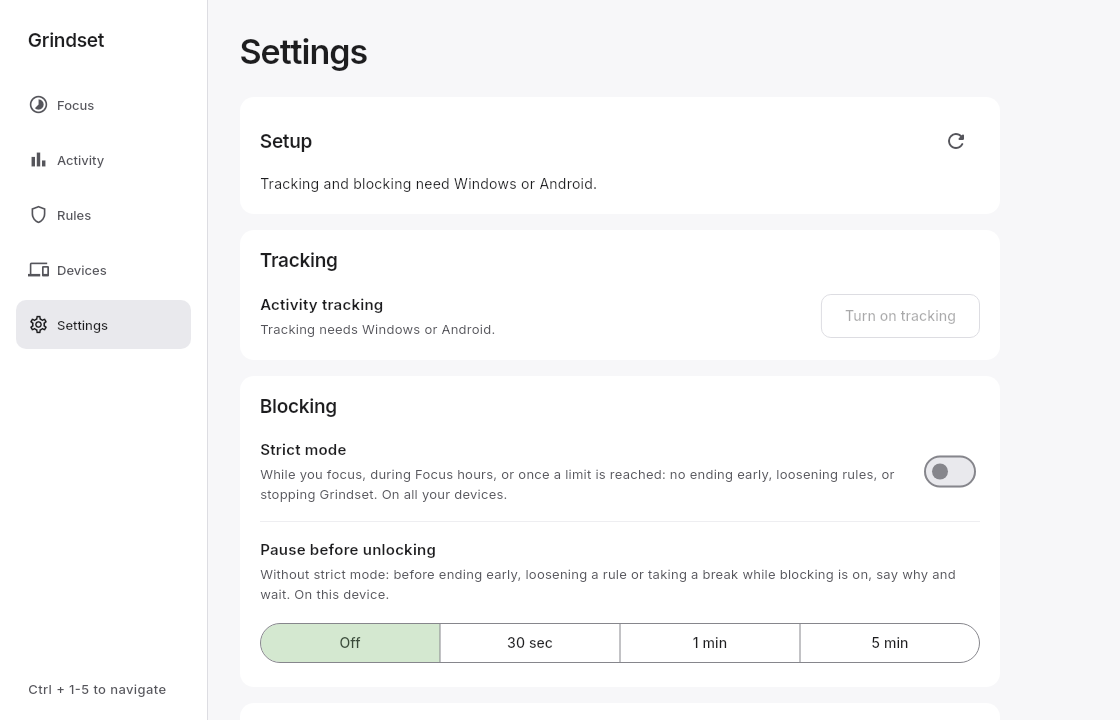 Grindset
Focus
Activity
Rules
Devices
Settings
Ctrl + 1-5 to navigate
Settings
Setup
Tracking and blocking need Windows or Android.
Tracking
Activity tracking
Tracking needs Windows or Android.
Turn on tracking
Blocking
Strict mode
While you focus, during Focus hours, or once a limit is reached: no ending early, loosening rules, or
stopping Grindset. On all your devices.
Pause before unlocking
Without strict mode: before ending early, loosening a rule or taking a break while blocking is on, say why and
wait. On this device.
Off
30 sec
1 min
5 min